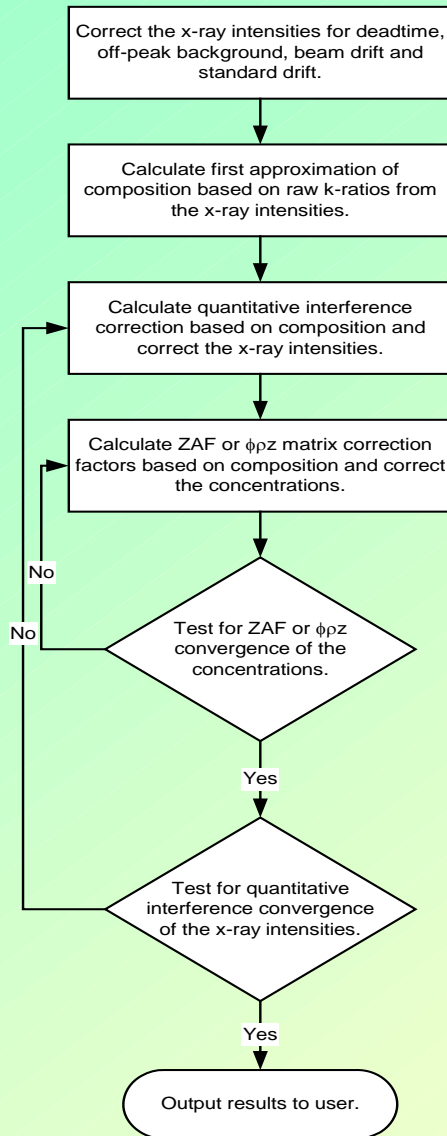 Correct the x-ray intensities for deadtime,
off-peak background, beam drift and
standard drift.
Calculate first approximation of
composition based on raw k-ratios from
the x-ray intensities.
Calculate quantitative interference
correction based on composition and
correct the x-ray intensities.
Calculate ZAF or ϕρz matrix correction
factors based on composition and correct
the concentrations.
No
No
Test for ZAF or ϕρz
convergence of the
concentrations.
Yes
Test for quantitative
interference convergence
of the x-ray intensities.
Yes
Output results to user.